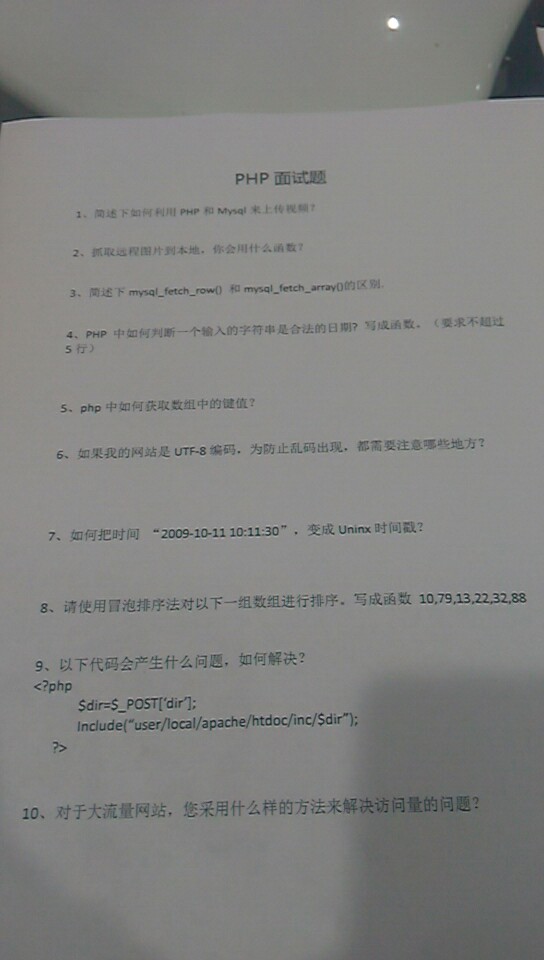 PHP 面试题
1、简述下如何利用 PHP 和 Mysql 来上传视频？
2、抓取远程图片到本地，你会用什么函数？
3、简述下 mysql_fetch_row() 和 mysql_fetch_array()的区别.
4、PHP 中如何判断一个输入的字符串是合法的日期? 写成函数。（要求不超过
5 行）
5、php 中如何获取数组中的键值？
6、如果我的网站是 UTF-8 编码，为防止乱码出现，都需要注意哪些地方？
7、如何把时间 “2009-10-11 10:11:30”，变成 Uninx 时间戳？
8、请使用冒泡排序法对以下一组数组进行排序。写成函数 10,79,13,22,32,88
9、以下代码会产生什么问题，如何解决？
<?php
$dir=$_POST[‘dir’];
Include(“user/local/apache/htdoc/inc/$dir”);
?>
10、对于大流量网站，您采用什么样的方法来解决访问量的问题？